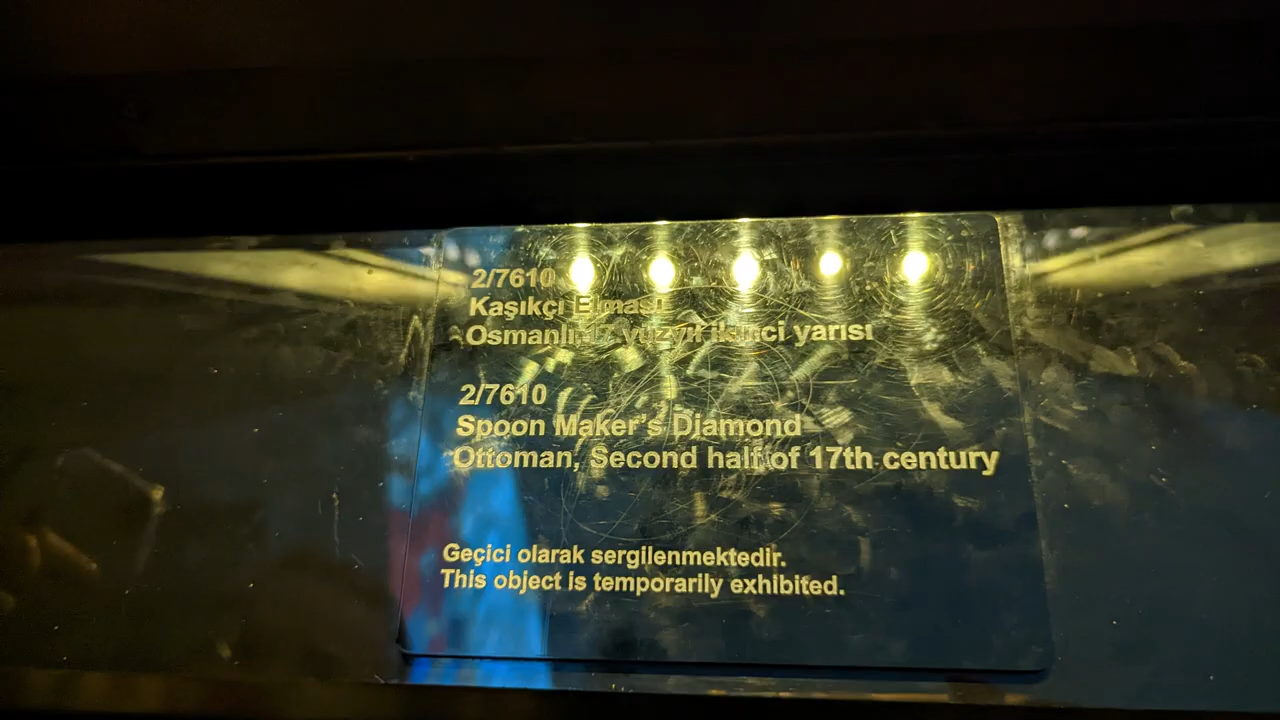 2/7610
Kaşıkçı Elması
Osmanlı, 17. yüzyıl ikinci yarısı
2/7610
Spoon Maker's Diamond
Ottoman, Second half of 17th century
Geçici olarak sergilenmektedir.
This object is temporarily exhibited.